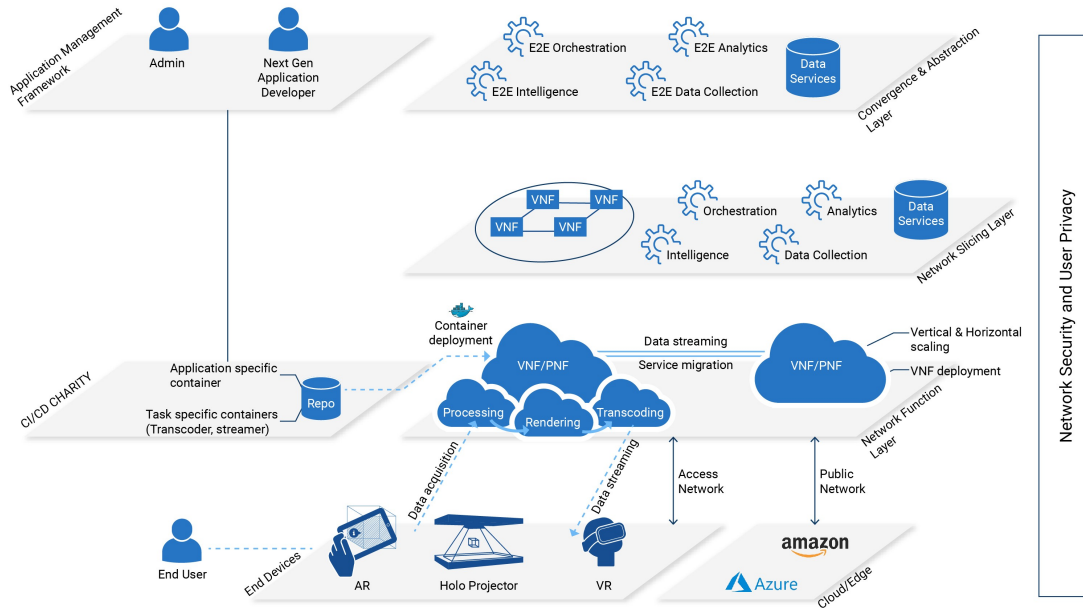 Application Management
Framework
Admin
Next Gen
Application
Developer
E2E Orchestration
E2E Analytics
E2E Intelligence
E2E Data Collection
Data
Services
Convergence & Abstraction
Layer
VNF
VNF
VNF
VNF
Orchestration
Analytics
Intelligence
Data Collection
Data
Services
Network Slicing Layer
CI/CD CHARITY
Application specific
container
Task specific containers
(Transcoder, streamer)
Repo
Container
deployment
VNF/PNF
Processing
Rendering
Transcoding
Data streaming
Service migration
VNF/PNF
Vertical & Horizontal
scaling
VNF deployment
Network Function
Layer
Data acquisition
Data streaming
Access
Network
Public
Network
End User
End Devices
AR
Holo Projector
VR
amazon
Azure
Cloud/Edge
Network Security and User Privacy